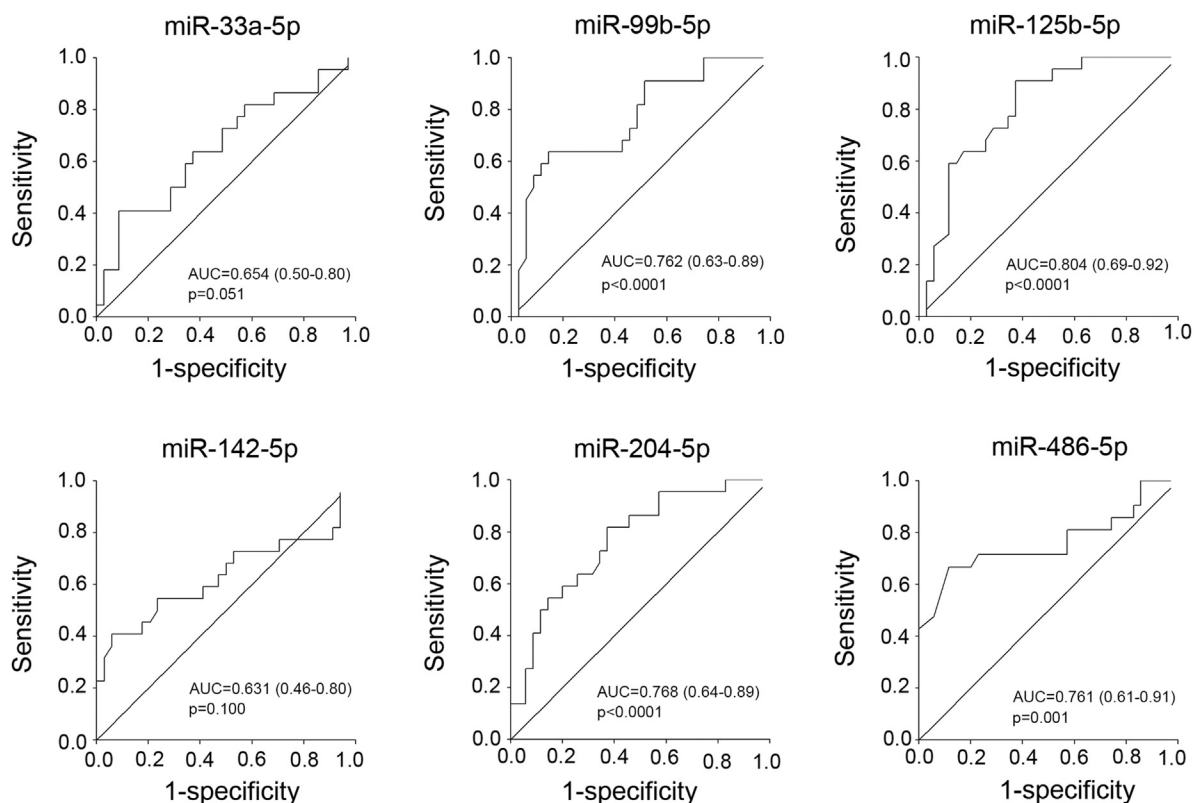 miR-33a-5p
1.0
0.8
0.6
0.4
0.2
0.0
Sensitivity
AUC=0.654 (0.50-0.80)
p=0.051
0.0 0.2 0.4 0.6 0.8 1.0
1-specificity
miR-99b-5p
1.0
0.8
0.6
0.4
0.2
0.0
Sensitivity
AUC=0.762 (0.63-0.89)
p<0.0001
0.0 0.2 0.4 0.6 0.8 1.0
1-specificity
miR-125b-5p
1.0
0.8
0.6
0.4
0.2
0.0
Sensitivity
AUC=0.804 (0.69-0.92)
p<0.0001
0.0 0.2 0.4 0.6 0.8 1.0
1-specificity
miR-142-5p
1.0
0.8
0.6
0.4
0.2
0.0
Sensitivity
AUC=0.631 (0.46-0.80)
p=0.100
0.0 0.2 0.4 0.6 0.8 1.0
1-specificity
miR-204-5p
1.0
0.8
0.6
0.4
0.2
0.0
Sensitivity
AUC=0.768 (0.64-0.89)
p<0.0001
0.0 0.2 0.4 0.6 0.8 1.0
1-specificity
miR-486-5p
1.0
0.8
0.6
0.4
0.2
0.0
Sensitivity
AUC=0.761 (0.61-0.91)
p=0.001
0.0 0.2 0.4 0.6 0.8 1.0
1-specificity